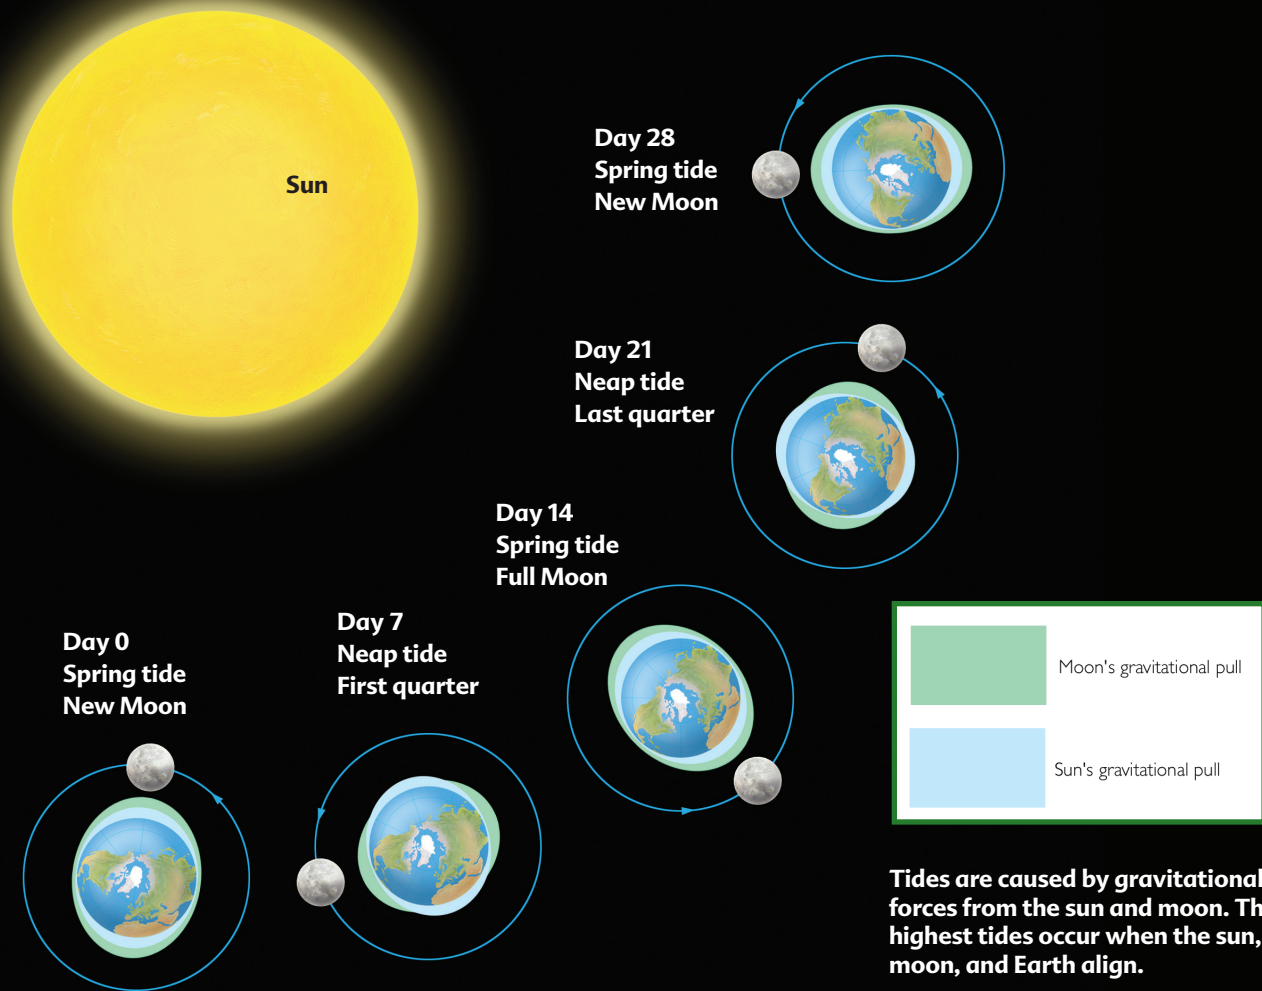 Sun
Day 28
Spring tide
New Moon
Day 21
Neap tide
Last quarter
Day 14
Spring tide
Full Moon
Day 7
Neap tide
First quarter
Day 0
Spring tide
New Moon
Moon's gravitational pull
Sun's gravitational pull
Tides are caused by gravitational
forces from the sun and moon. Th
highest tides occur when the sun,
moon, and Earth align.